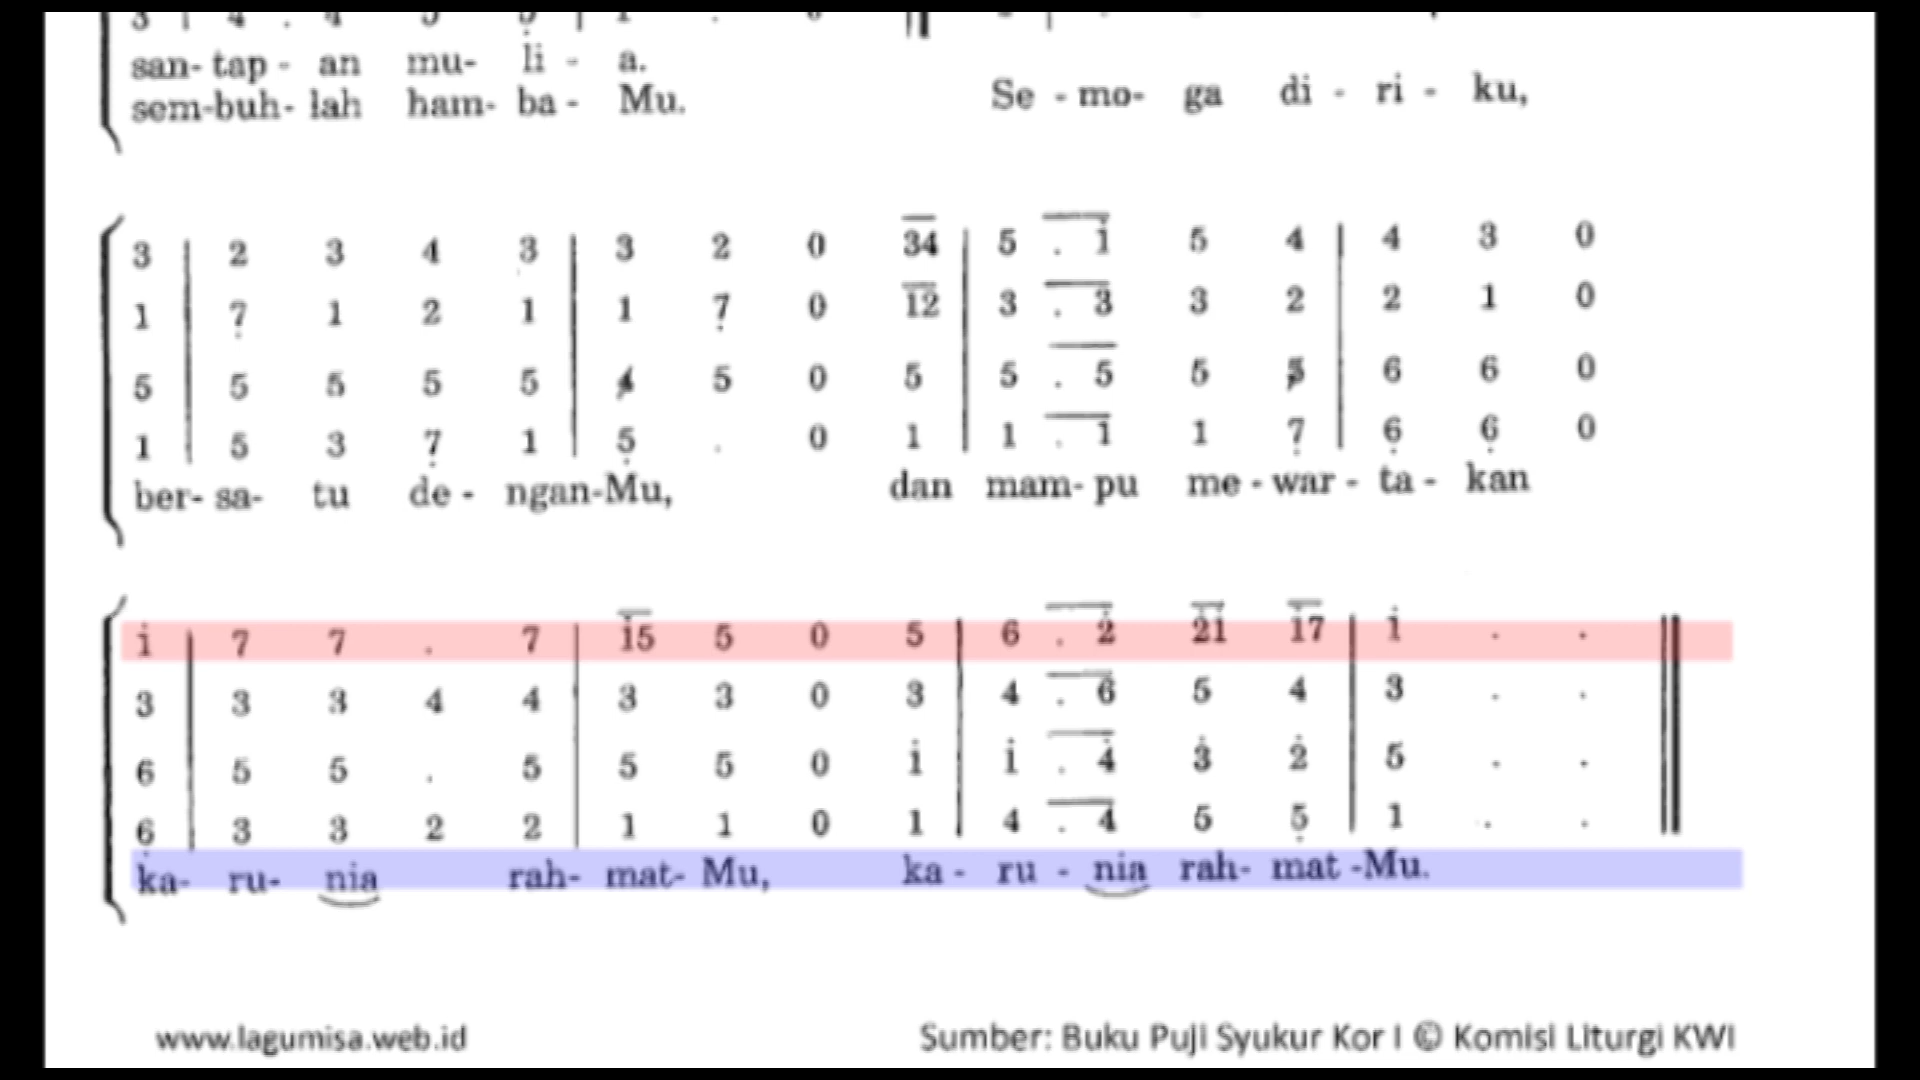 san- tap - an mu- li - a.
sem-buh- lah ham- ba - Mu. Se - mo- ga di - ri - ku,
3 | 2 3 4 3 | 3 2 0 34 | 5 . i 5 4 | 4 3 0
1 | 7̣ 1 2 1 | 1 7̣ 0 12 | 3 . 3 3 2 | 2 1 0
5 | 5 5 5 5 | 4̸ 5 0 5 | 5 . 5 5 5̸ | 6 6 0
1 | 5 3 7̣ 1 | 5̣ . 0 1 | 1 . 1 1 7̣ | 6̣ 6̣ 0
ber- sa- tu de - ngan-Mu, dan mam- pu me - war - ta - kan
i | 7 7 . 7 | i5 5 0 5 | 6 . 2̇ 2̇i i7 | i . .
3 | 3 3 4 4 | 3 3 0 3 | 4 . 6 5 4 | 3 . .
6 | 5 5 . 5 | 5 5 0 i | i . 4̇ 3̇ 2̇ | 5 . .
6̣ | 3 3 2 2 | 1 1 0 1 | 4 . 4 5 5̣ | 1 . .
ka- ru- nia rah- mat- Mu, ka - ru - nia rah- mat -Mu.
www.lagumisa.web.id Sumber: Buku Puji Syukur Kor I © Komisi Liturgi KWI